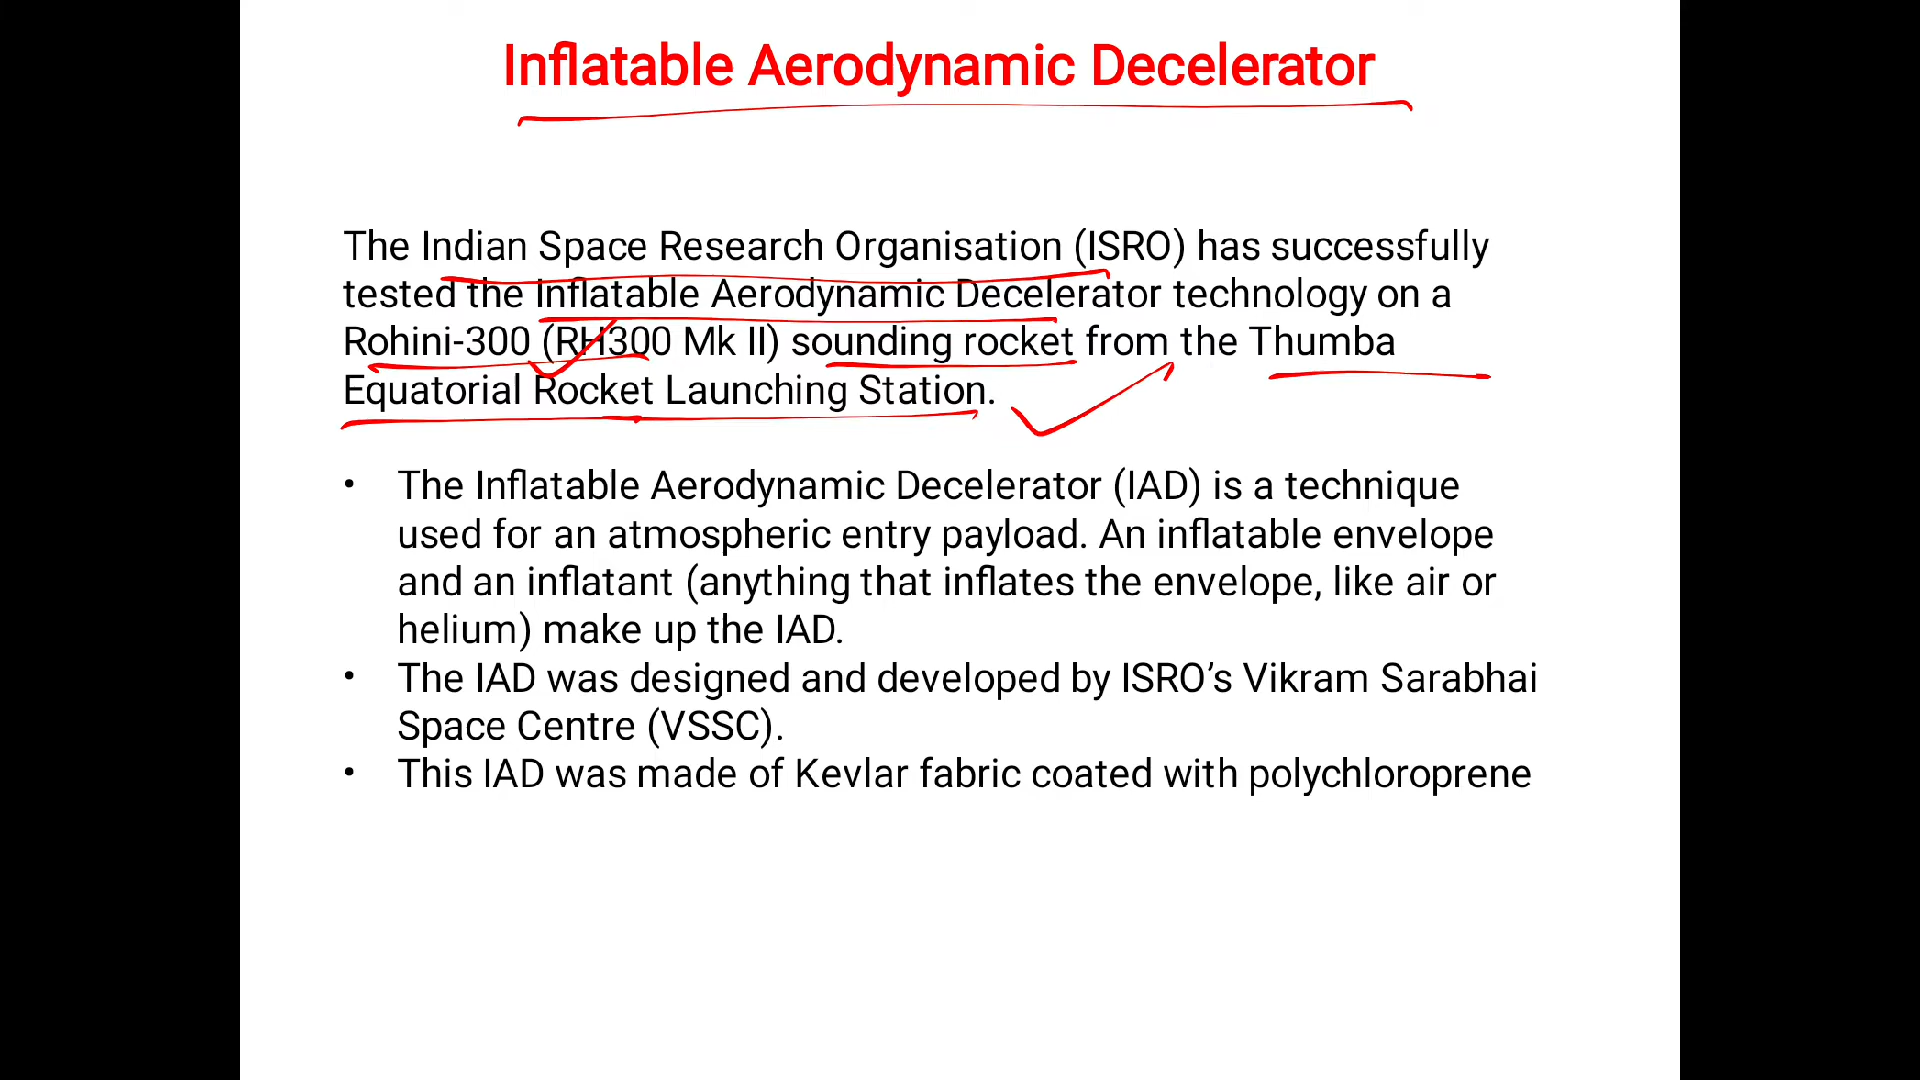 Inflatable Aerodynamic Decelerator
The Indian Space Research Organisation (ISRO) has successfully
tested the Inflatable Aerodynamic Decelerator technology on a
Rohini-300 (RH300 Mk II) sounding rocket from the Thumba
Equatorial Rocket Launching Station.
• The Inflatable Aerodynamic Decelerator (IAD) is a technique
used for an atmospheric entry payload. An inflatable envelope
and an inflatant (anything that inflates the envelope, like air or
helium) make up the IAD.
• The IAD was designed and developed by ISRO’s Vikram Sarabhai
Space Centre (VSSC).
• This IAD was made of Kevlar fabric coated with polychloroprene